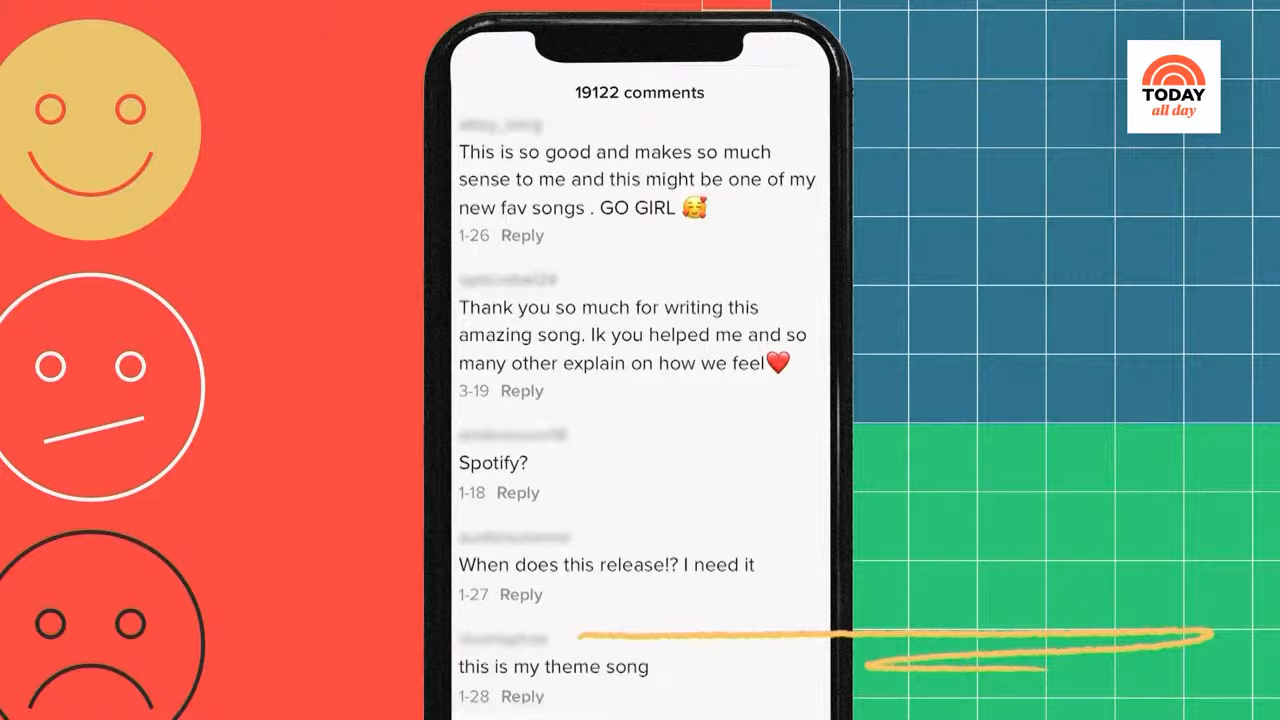 19122 comments
This is so good and makes so much
sense to me and this might be one of my
new fav songs . GO GIRL 🥰
1-26 Reply
Thank you so much for writing this
amazing song. Ik you helped me and so
many other explain on how we feel❤️
3-19 Reply
Spotify?
1-18 Reply
When does this release!? I need it
1-27 Reply
this is my theme song
1-28 Reply
TODAY
all day